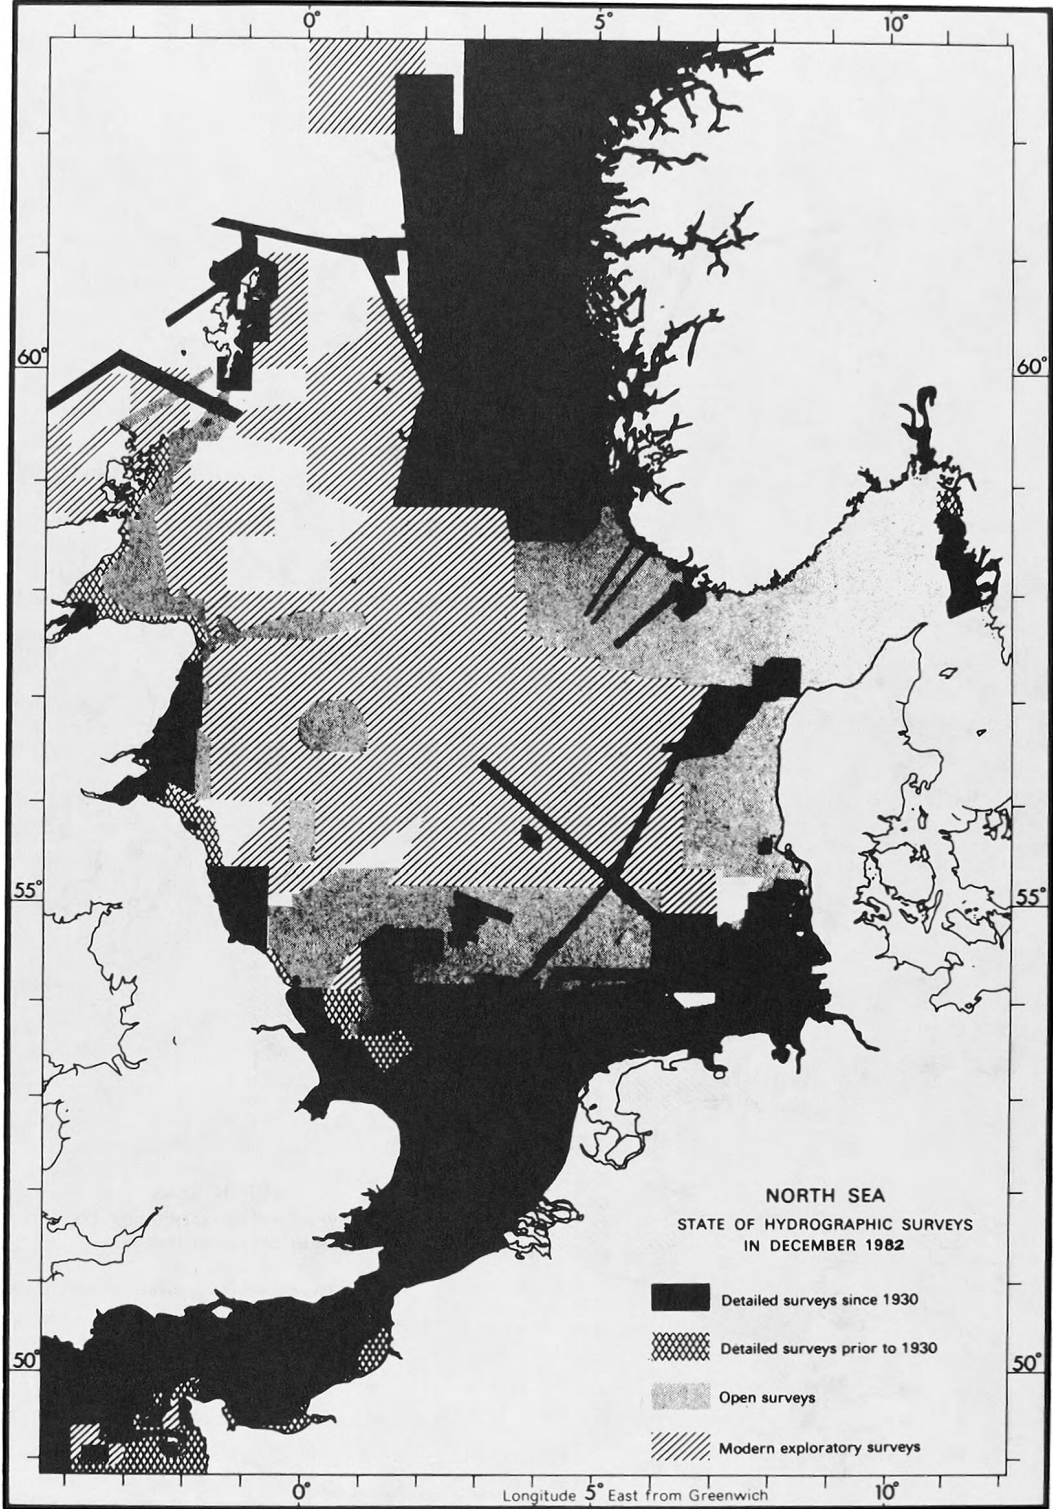 0° 5° 10°
60° 60°
55° 55°
NORTH SEA
STATE OF HYDROGRAPHIC SURVEYS
IN DECEMBER 1982
Detailed surveys since 1930
50° Detailed surveys prior to 1930 50°
Open surveys
Modern exploratory surveys
0° Longitude 5° East from Greenwich 10°